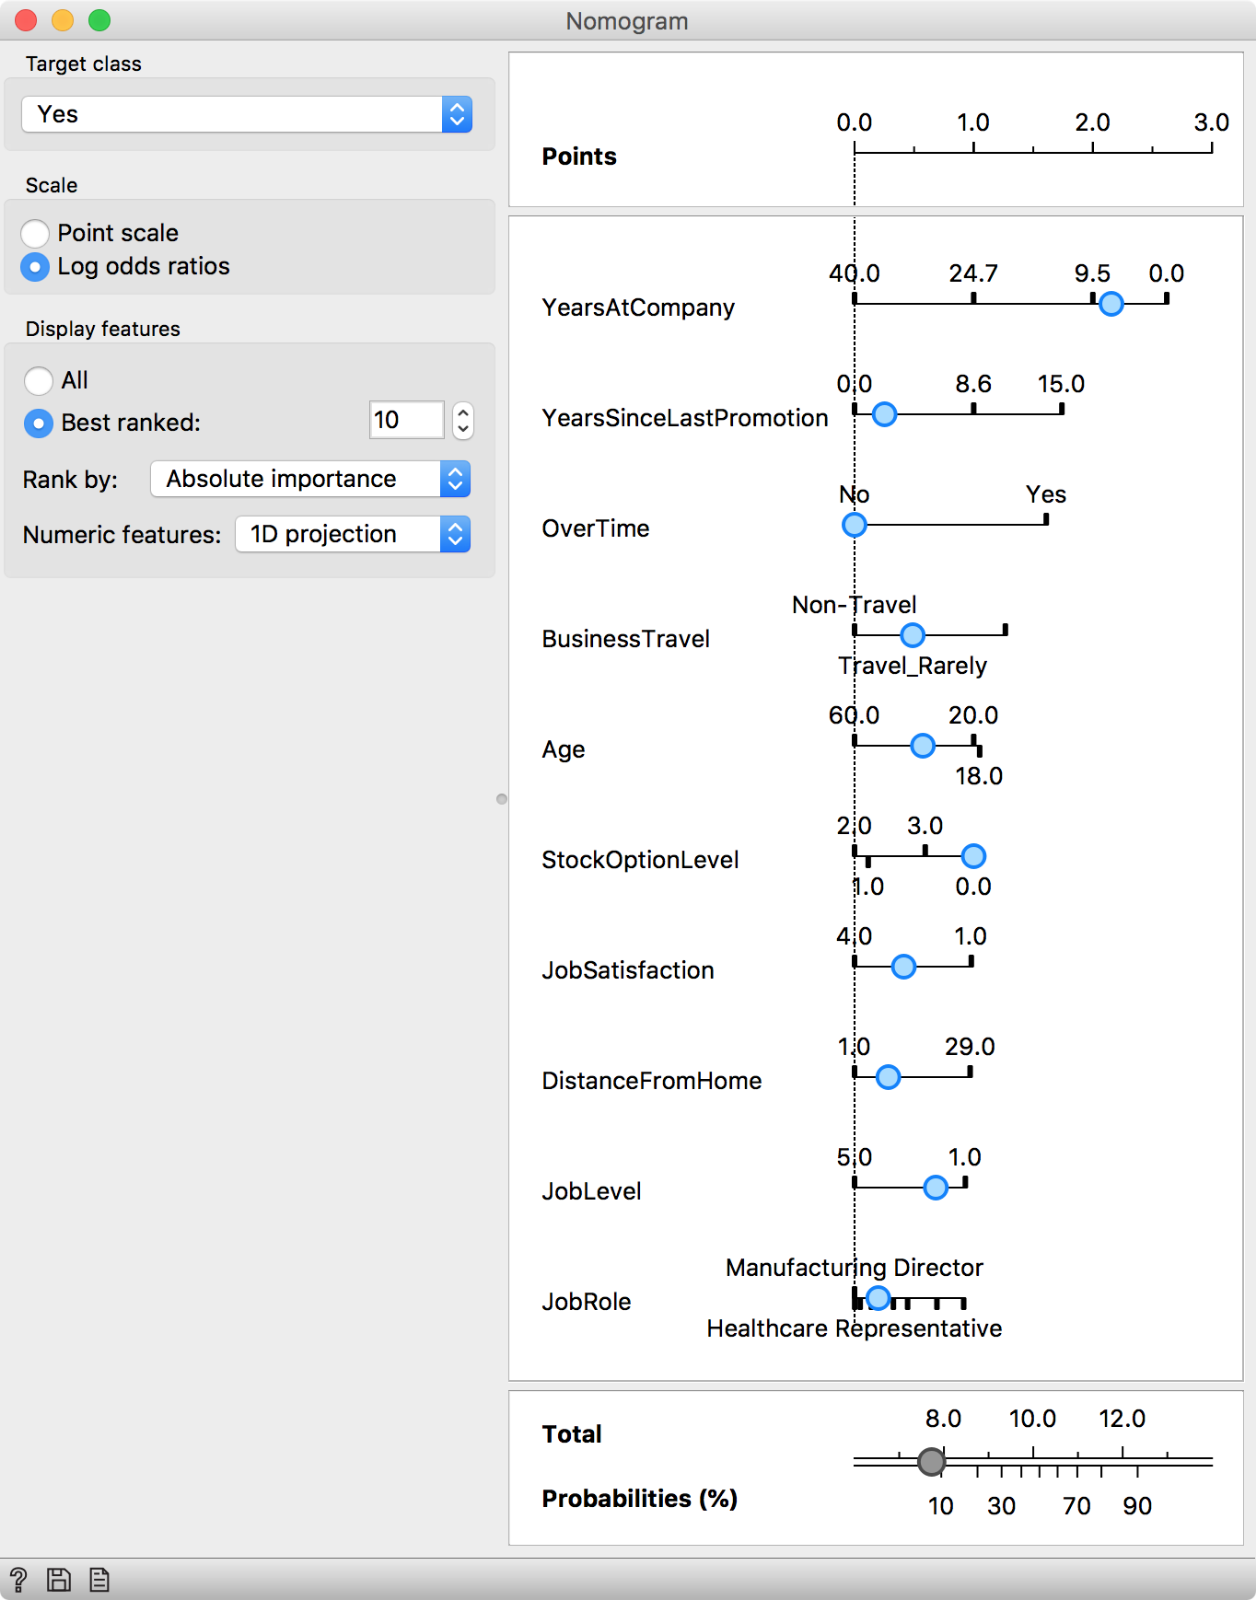 Nomogram
Target class
Yes
Scale
Point scale
Log odds ratios
Display features
All
Best ranked: 10
Rank by: Absolute importance
Numeric features: 1D projection
0.0 1.0 2.0 3.0
Points
40.0 24.7 9.5 0.0
YearsAtCompany
0.0 8.6 15.0
YearsSinceLastPromotion
No Yes
OverTime
Non-Travel
BusinessTravel
Travel_Rarely
60.0 20.0
Age
18.0
2.0 3.0
StockOptionLevel
1.0 0.0
4.0 1.0
JobSatisfaction
1.0 29.0
DistanceFromHome
5.0 1.0
JobLevel
Manufacturing Director
JobRole
Healthcare Representative
8.0 10.0 12.0
Total
Probabilities (%)
10 30 70 90
?